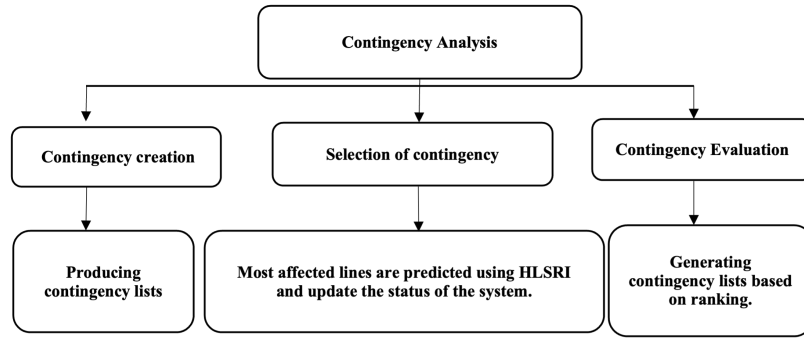 Contingency Analysis
Contingency creation
Selection of contingency
Contingency Evaluation
Producing
contingency lists
Most affected lines are predicted using HLSRI
and update the status of the system.
Generating
contingency lists based
on ranking.